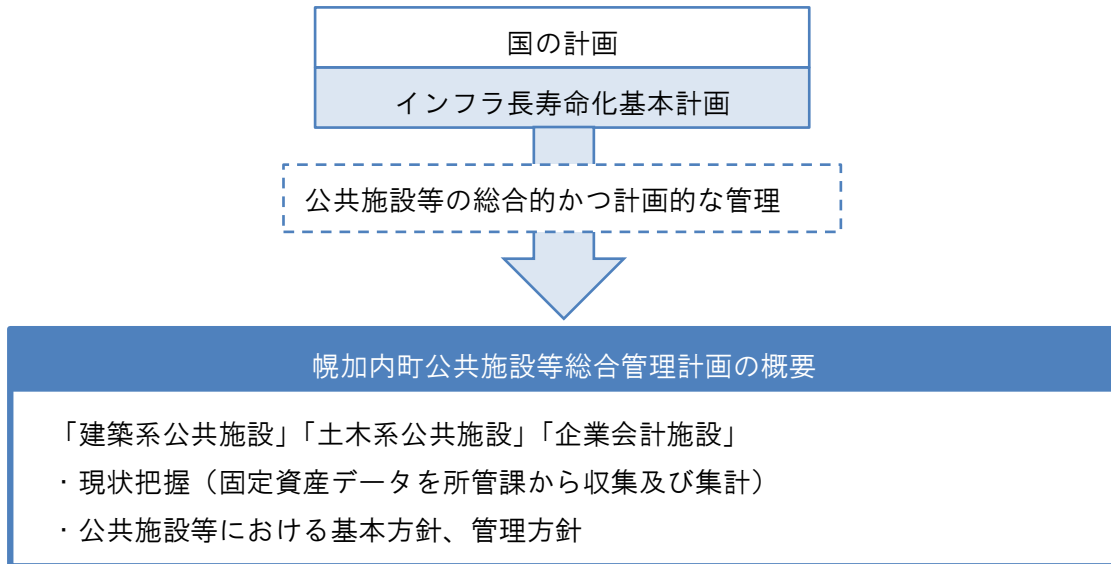 国の計画
インフラ長寿命化基本計画
公共施設等の総合的かつ計画的な管理
幌加内町公共施設等総合管理計画の概要
「建築系公共施設」「土木系公共施設」「企業会計施設」
・現状把握（固定資産データを所管課から収集及び集計）
・公共施設等における基本方針、管理方針